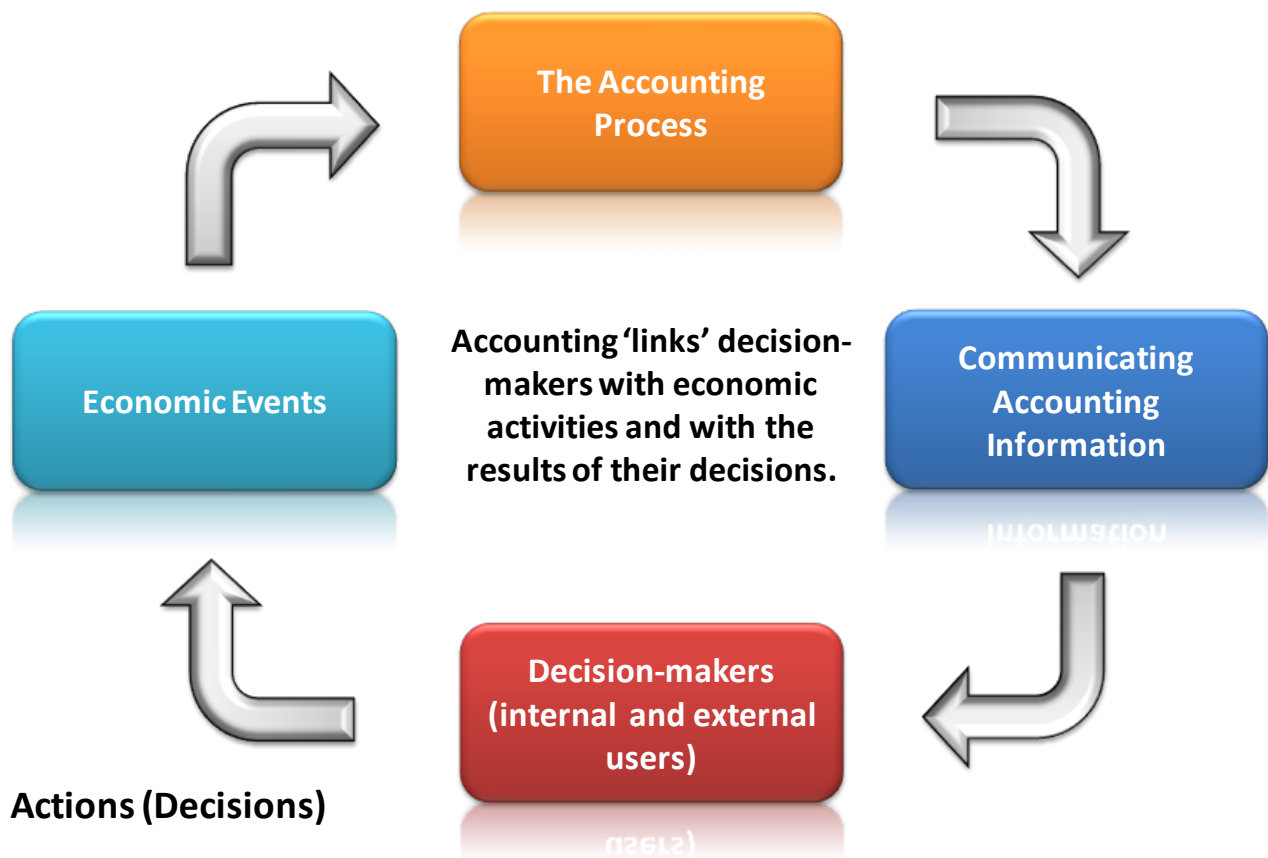 The Accounting
Process
Economic Events
Accounting ‘links’ decision-
makers with economic
activities and with the
results of their decisions.
Communicating
Accounting
Information
Decision-makers
(internal and external
users)
Actions (Decisions)